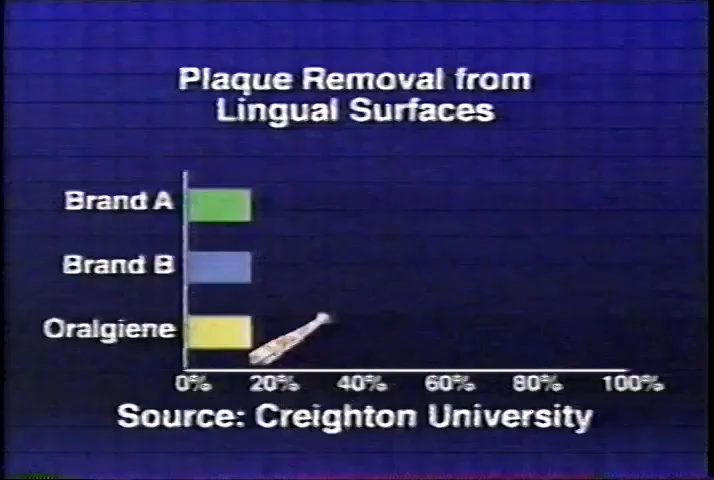 Plaque Removal from
Lingual Surfaces
Brand A
Brand B
Oralgiene
0% 20% 40% 60% 80% 100%
Source: Creighton University